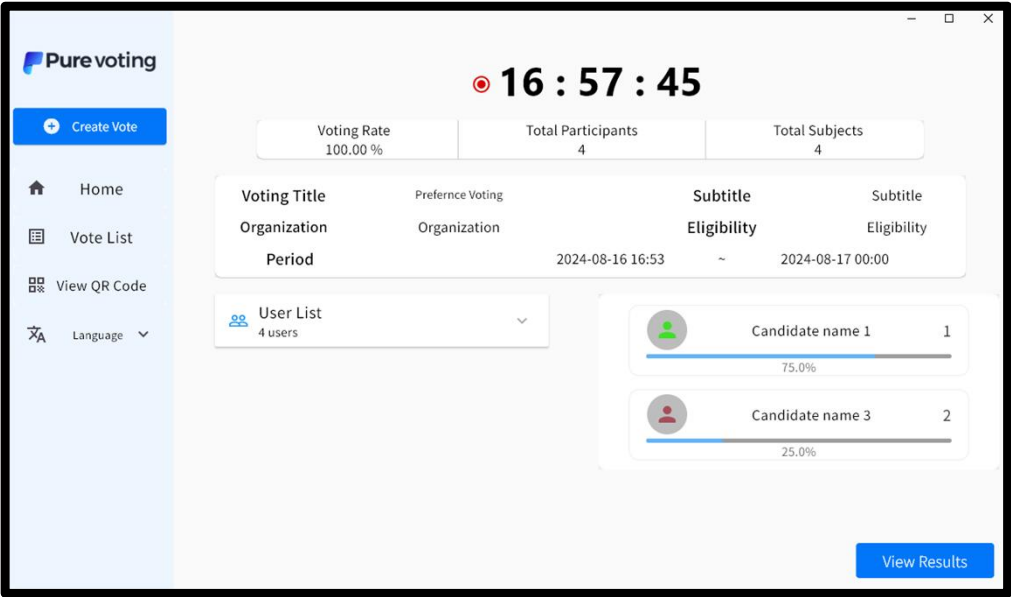 Pure voting
Create Vote
Home
Vote List
View QR Code
Language
16 : 57 : 45
Voting Rate
100.00 %
Total Participants
4
Total Subjects
4
Voting Title Prefernce Voting Subtitle Subtitle
Organization Organization Eligibility Eligibility
Period 2024-08-16 16:53 ~ 2024-08-17 00:00
User List
4 users
Candidate name 1 1
75.0%
Candidate name 3 2
25.0%
View Results